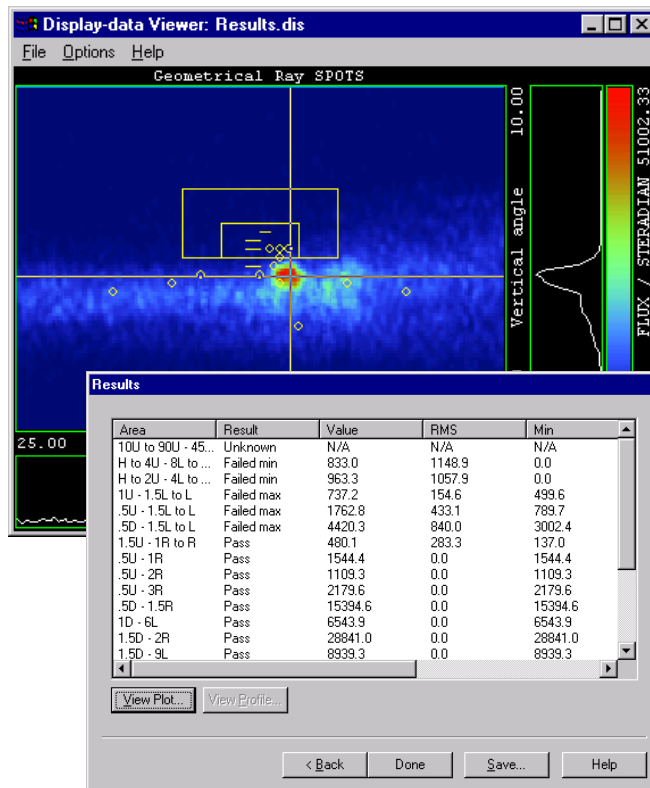 Display-data Viewer: Results.dis
File Options Help
Geometrical Ray SPOTS
10.00
Vertical angle
FLUX / STERADIAN 51002.33
25.00
Results
Area Result Value RMS Min
10U to 90U - 45... Unknown N/A N/A N/A
H to 4U - 8L to ... Failed min 833.0 1148.9 0.0
H to 2U - 4L to ... Failed min 963.3 1057.9 0.0
1U - 1.5L to L Failed max 737.2 154.6 499.6
.5U - 1.5L to L Failed max 1762.8 433.1 789.7
.5D - 1.5L to L Failed max 4420.3 840.0 3002.4
1.5U - 1R to R Pass 480.1 283.3 137.0
.5U - 1R Pass 1544.4 0.0 1544.4
.5U - 2R Pass 1109.3 0.0 1109.3
.5U - 3R Pass 2179.6 0.0 2179.6
.5D - 1.5R Pass 15394.6 0.0 15394.6
1D - 6L Pass 6543.9 0.0 6543.9
1.5D - 2R Pass 28841.0 0.0 28841.0
1.5D - 9L Pass 8939.3 0.0 8939.3
View Plot... View Profile...
< Back Done Save... Help